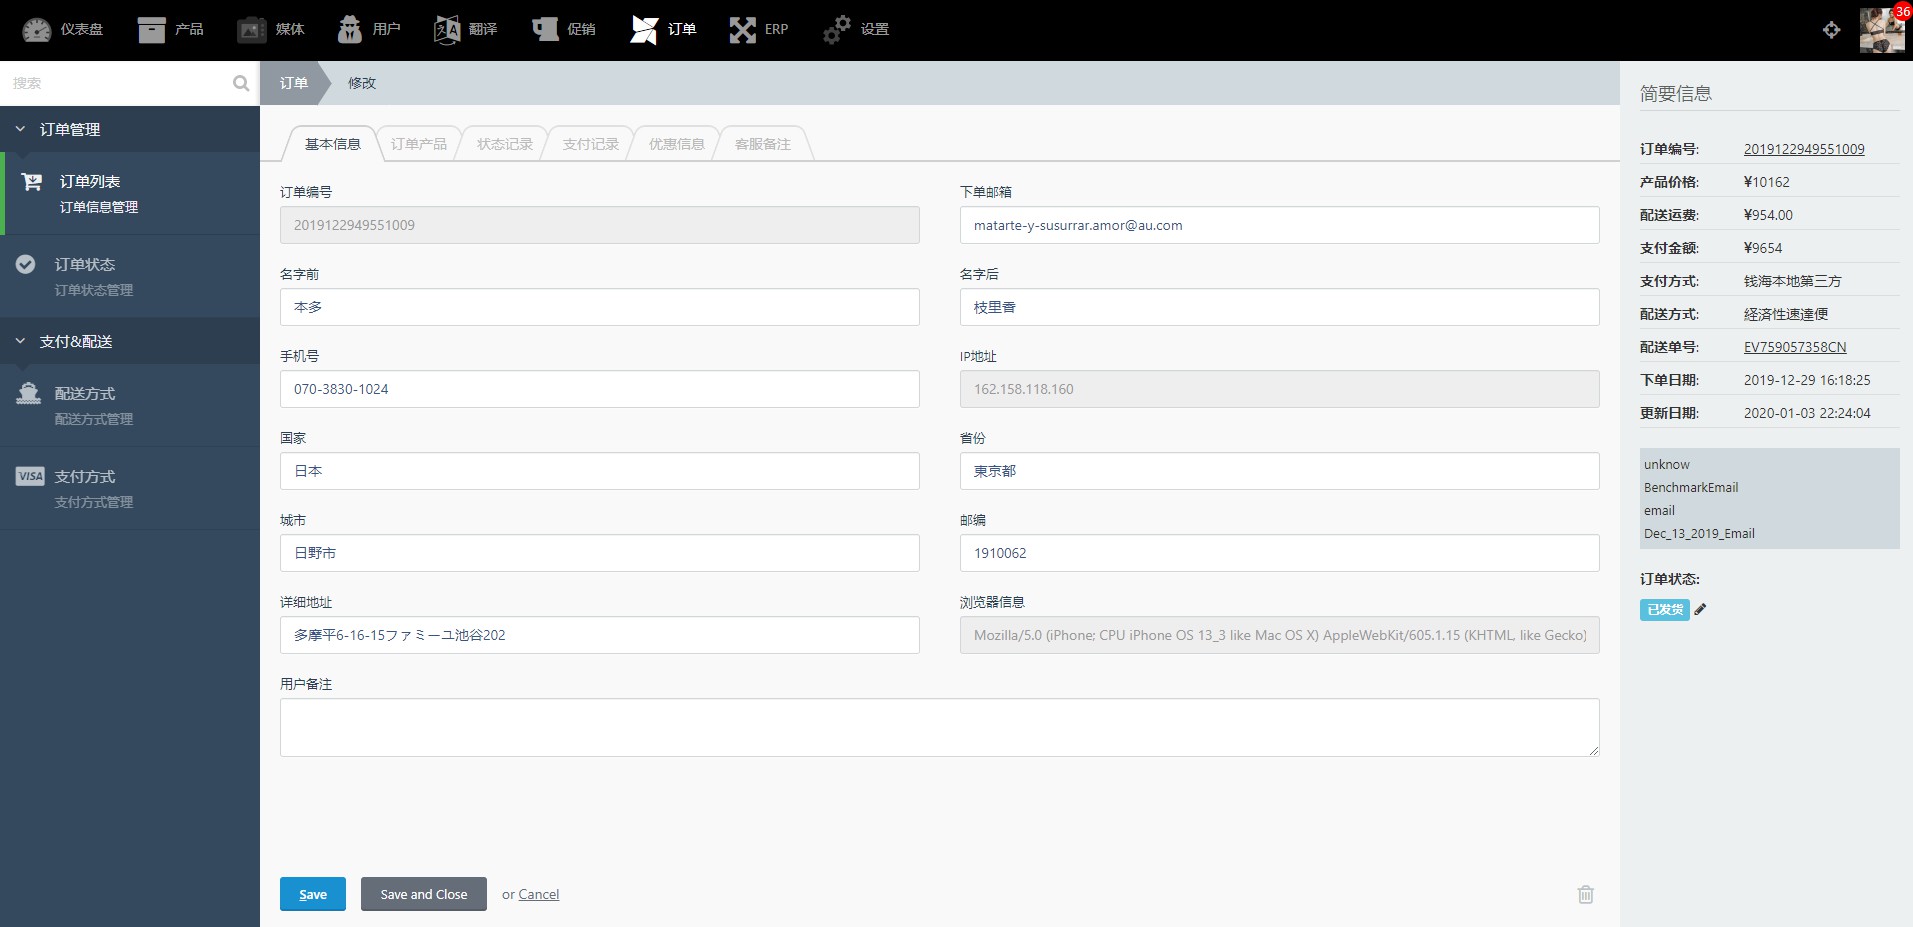 仪表盘
产品
媒体
用户
翻译
促销
订单
ERP
设置
36
搜索
订单管理
订单列表
订单信息管理
订单状态
订单状态管理
支付&配送
配送方式
配送方式管理
VISA
支付方式
支付方式管理
订单
修改
基本信息
订单产品
状态记录
支付记录
优惠信息
客服备注
订单编号
2019122949551009
下单邮箱
matarte-y-susurrar.amor@au.com
名字前
本多
名字后
枝里香
手机号
070-3830-1024
IP地址
162.158.118.160
国家
日本
省份
東京都
城市
日野市
邮编
1910062
详细地址
多摩平6-16-15ファミーユ池谷202
浏览器信息
Mozilla/5.0 (iPhone; CPU iPhone OS 13_3 like Mac OS X) AppleWebKit/605.1.15 (KHTML, like Gecko)
用户备注
Save
Save and Close
or Cancel
简要信息
订单编号: 2019122949551009
产品价格: ¥10162
配送运费: ¥954.00
支付金额: ¥9654
支付方式: 钱海本地第三方
配送方式: 経済性速達便
配送单号: EV759057358CN
下单日期: 2019-12-29 16:18:25
更新日期: 2020-01-03 22:24:04
unknow
BenchmarkEmail
email
Dec_13_2019_Email
订单状态:
已发货